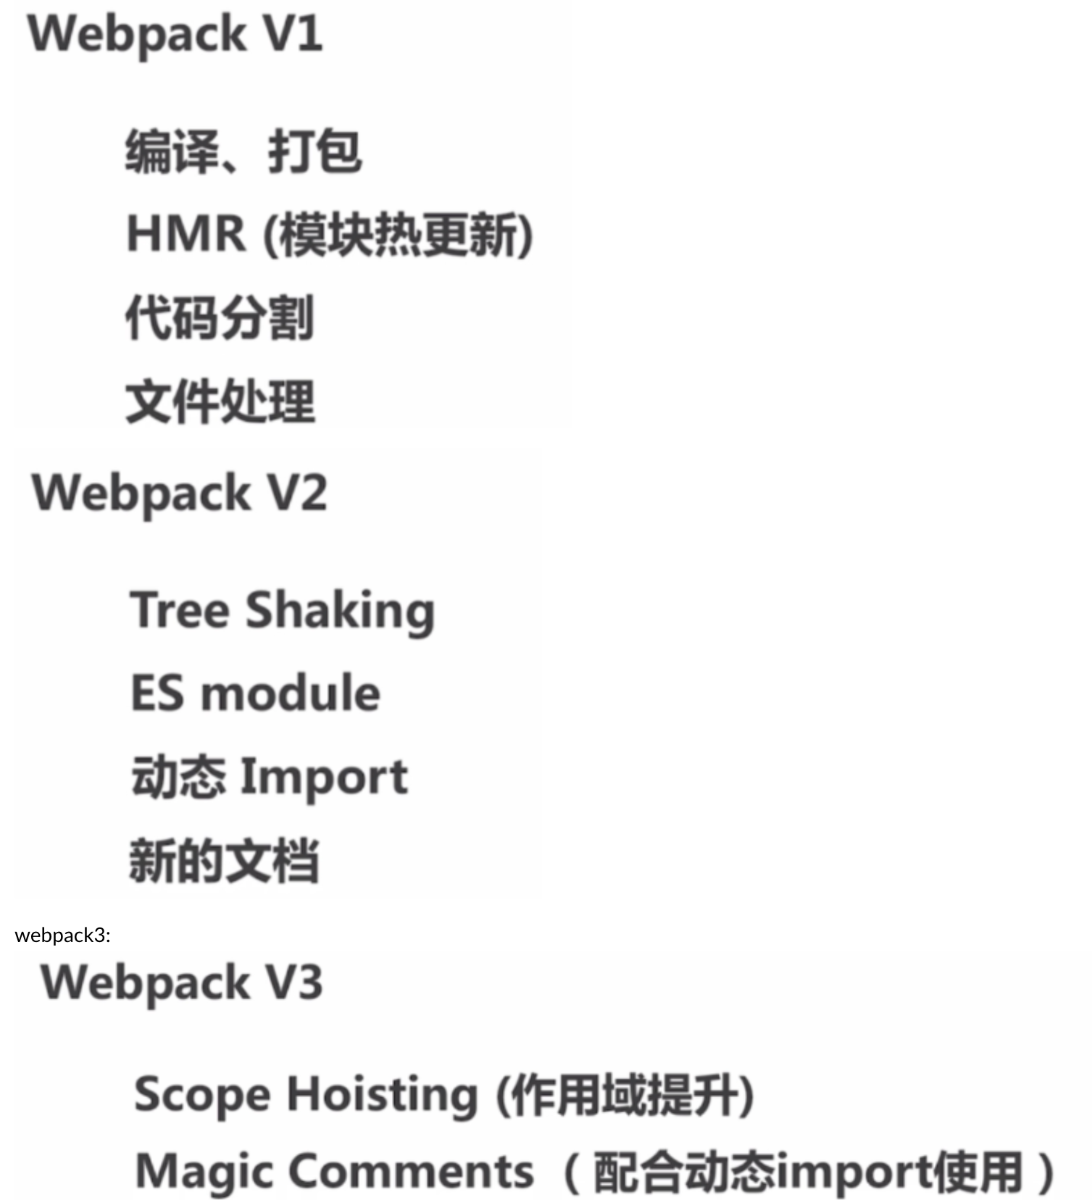 Webpack V1
编译、打包
HMR (模块热更新)
代码分割
文件处理
Webpack V2
Tree Shaking
ES module
动态 Import
新的文档
webpack3:
Webpack V3
Scope Hoisting (作用域提升)
Magic Comments （ 配合动态import使用 ）